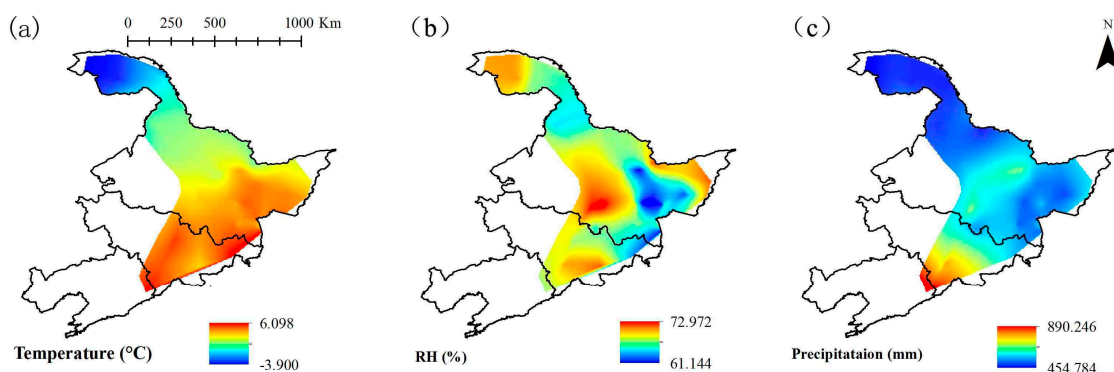 (a)
0 250 500 1000 Km
(b)
(c)
N
6.098
-3.900
Temperature (°C)
72.972
61.144
RH (%)
890.246
454.784
Precipitataion (mm)